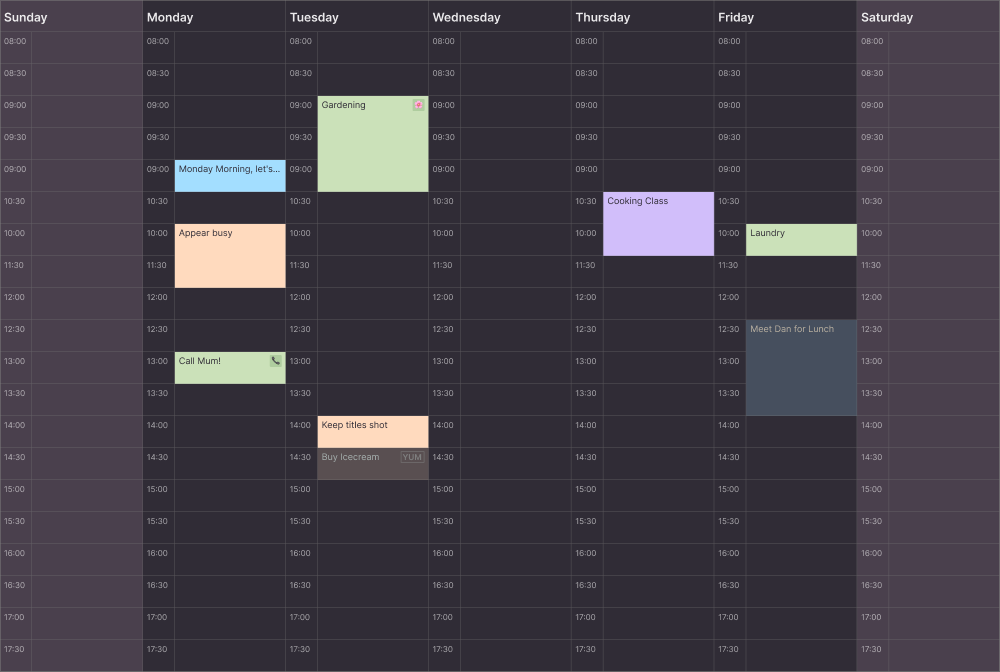 Sunday Monday Tuesday Wednesday Thursday Friday Saturday
08:00 08:00 08:00 08:00 08:00 08:00 08:00
08:30 08:30 08:30 08:30 08:30 08:30 08:30
09:00 09:00 09:00 Gardening 09:00 09:00 09:00 09:00
09:30 09:30 09:30 09:30 09:30 09:30 09:30
09:00 09:00 Monday Morning, let's... 09:00 09:00 09:00 09:00 09:00
10:30 10:30 10:30 10:30 10:30 Cooking Class 10:30 10:30
10:00 10:00 Appear busy 10:00 10:00 10:00 10:00 Laundry 10:00
11:30 11:30 11:30 11:30 11:30 11:30 11:30
12:00 12:00 12:00 12:00 12:00 12:00 12:00
12:30 12:30 12:30 12:30 12:30 12:30 Meet Dan for Lunch 12:30
13:00 13:00 Call Mum! 13:00 13:00 13:00 13:00 13:00
13:30 13:30 13:30 13:30 13:30 13:30 13:30
14:00 14:00 14:00 Keep titles shot 14:00 14:00 14:00 14:00
14:30 14:30 14:30 Buy Icecream YUM 14:30 14:30 14:30 14:30
15:00 15:00 15:00 15:00 15:00 15:00 15:00
15:30 15:30 15:30 15:30 15:30 15:30 15:30
16:00 16:00 16:00 16:00 16:00 16:00 16:00
16:30 16:30 16:30 16:30 16:30 16:30 16:30
17:00 17:00 17:00 17:00 17:00 17:00 17:00
17:30 17:30 17:30 17:30 17:30 17:30 17:30